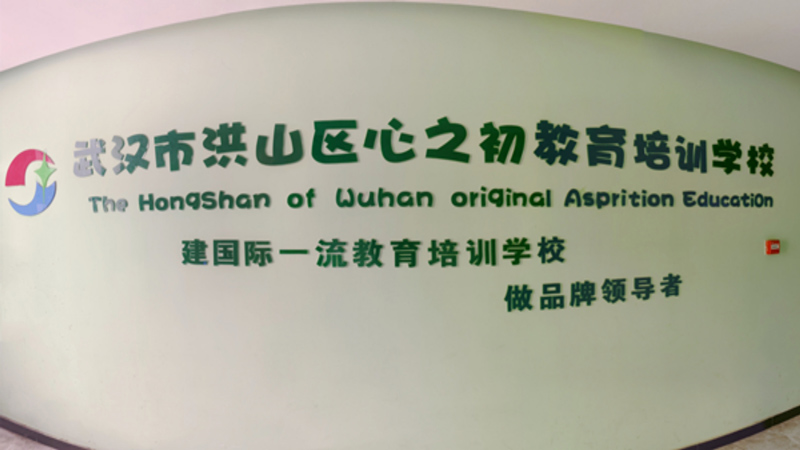 武汉市洪山区心之初教育培训学校
The HongShan of Wuhan original Asprition Education
建国际一流教育培训学校
做品牌领导者